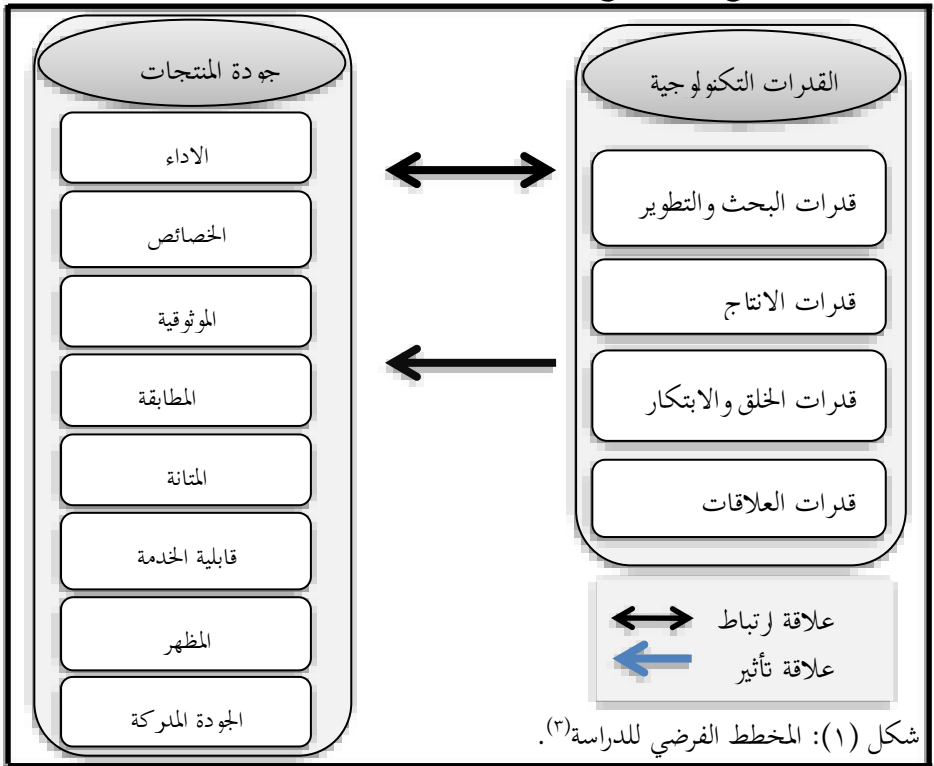 القدرات التكنولوجية
قدرات البحث والتطوير
قدرات الانتاج
قدرات الخلق والابتكار
قدرات العلاقات
جودة المنتجات
الاداء
الخصائص
الموثوقية
المطابقة
المتانة
قابلية الخدمة
المظهر
الجودة المدركة
علاقة ارتباط
علاقة تأثير
شكل (١): المخطط الفرضي للدراسة(٣).